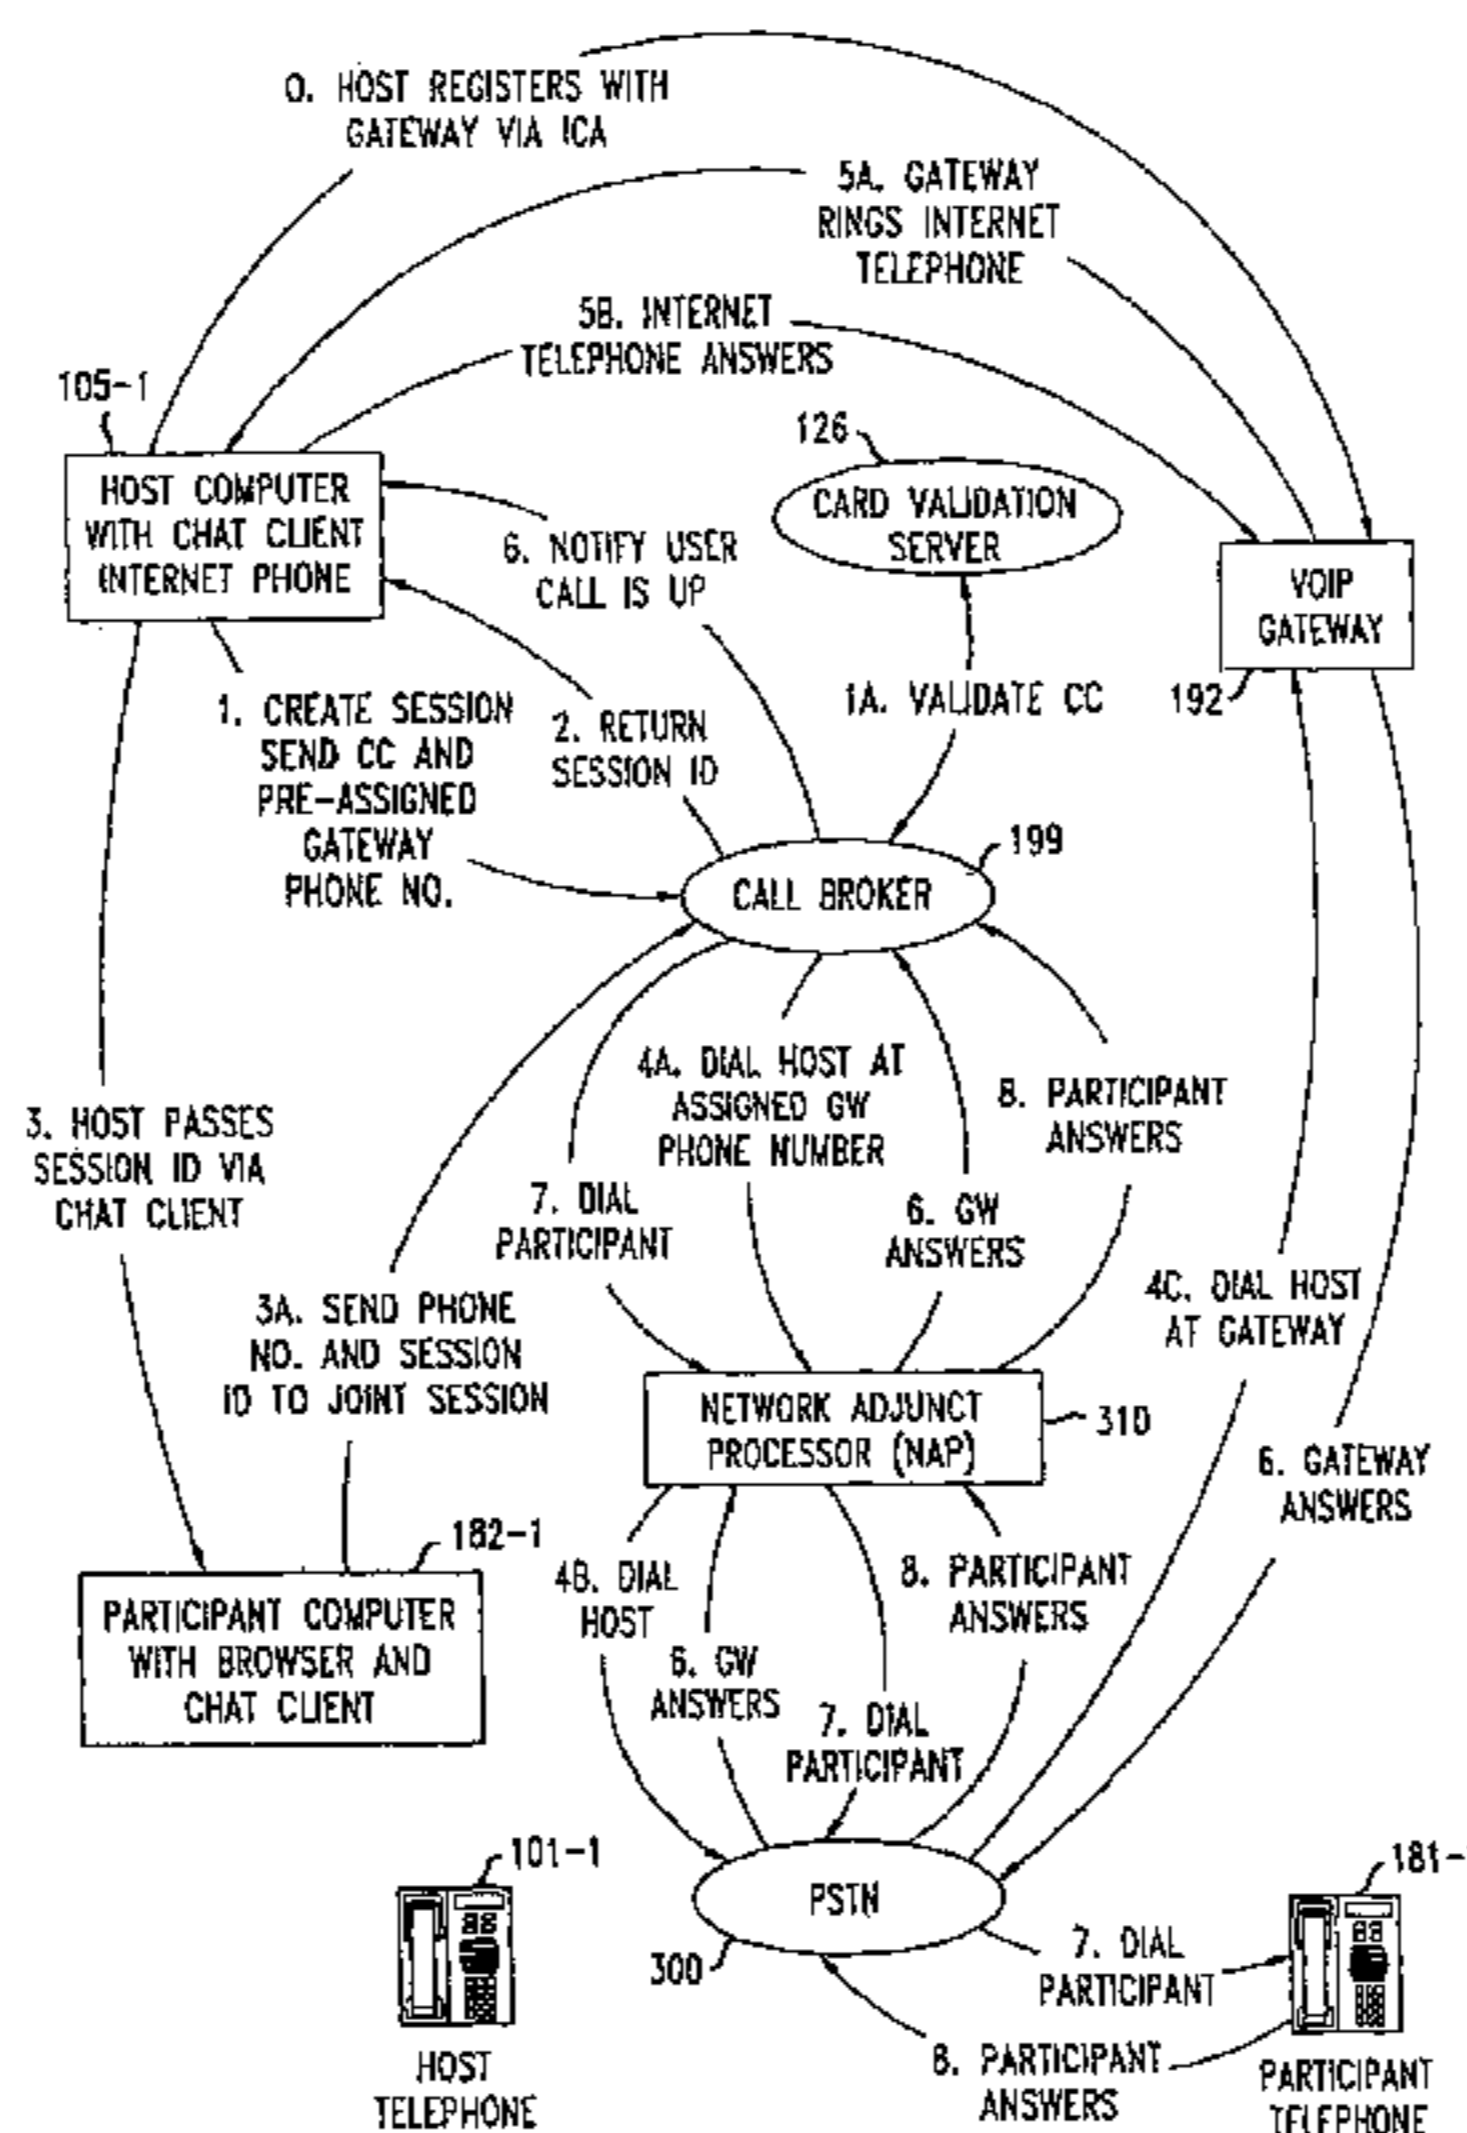 0. HOST REGISTERS WITH
GATEWAY VIA ICA
5A. GATEWAY
RINGS INTERNET
TELEPHONE
5B. INTERNET
TELEPHONE ANSWERS
105-1
HOST COMPUTER
WITH CHAT CLIENT
INTERNET PHONE
126
CARD VALIDATION
SERVER
6. NOTIFY USER
CALL IS UP
VOIP
GATEWAY
192
1A. VALIDATE CC
1. CREATE SESSION
SEND CC AND
PRE-ASSIGNED
GATEWAY
PHONE NO.
2. RETURN
SESSION ID
199
CALL BROKER
4A. DIAL HOST AT
ASSIGNED GW
PHONE NUMBER
8. PARTICIPANT
ANSWERS
3. HOST PASSES
SESSION ID VIA
CHAT CLIENT
7. DIAL
PARTICIPANT
6. GW
ANSWERS
4C. DIAL HOST
AT GATEWAY
3A. SEND PHONE
NO. AND SESSION
ID TO JOINT SESSION
NETWORK ADJUNCT
PROCESSOR (NAP)
310
6. GATEWAY
ANSWERS
182-1
PARTICIPANT COMPUTER
WITH BROWSER AND
CHAT CLIENT
4B. DIAL
HOST
8. PARTICIPANT
ANSWERS
6. GW
ANSWERS
7. DIAL
PARTICIPANT
101-1
181-
PSTN
300
7. DIAL
PARTICIPANT
8. PARTICIPANT
ANSWERS
HOST
TELEPHONE
PARTICIPANT
TELEPHONE